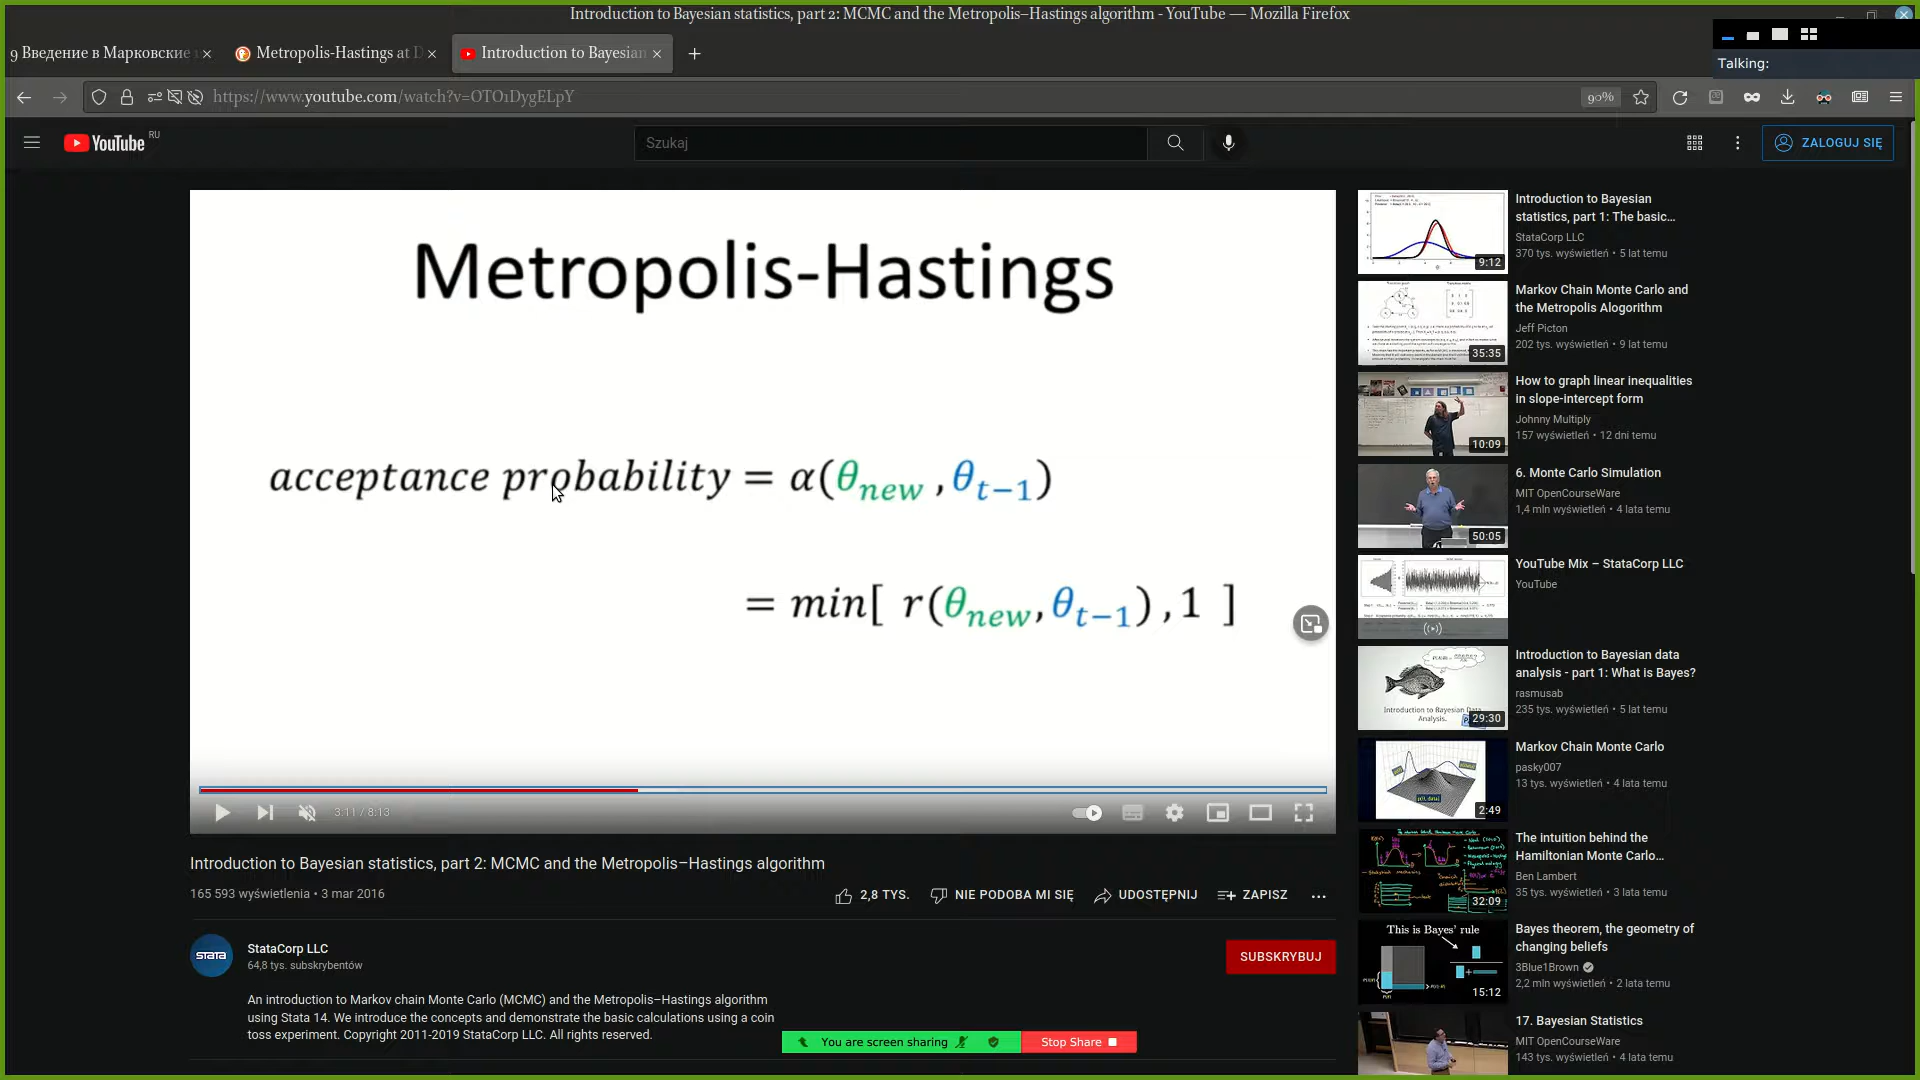 Introduction to Bayesian statistics, part 2: MCMC and the Metropolis–Hastings algorithm - YouTube — Mozilla Firefox
9 Введение в Марковские
Metropolis-Hastings at D
Introduction to Bayesian
Talking:
https://www.youtube.com/watch?v=OTO1DygELpY
90%
YouTube RU
Szukaj
ZALOGUJ SIĘ
Metropolis-Hastings
acceptance probability = α(θnew ,θt−1)
= min[ r(θnew,θt−1) ,1 ]
3:11 / 8:13
Introduction to Bayesian statistics, part 2: MCMC and the Metropolis–Hastings algorithm
165 593 wyświetlenia • 3 mar 2016
2,8 TYS.
NIE PODOBA MI SIĘ
UDOSTĘPNIJ
ZAPISZ
STATA
StataCorp LLC
64,8 tys. subskrybentów
SUBSKRYBUJ
An introduction to Markov chain Monte Carlo (MCMC) and the Metropolis–Hastings algorithm
using Stata 14. We introduce the concepts and demonstrate the basic calculations using a coin
toss experiment. Copyright 2011-2019 StataCorp LLC. All rights reserved.
You are screen sharing
Stop Share
9:12
Introduction to Bayesian
statistics, part 1: The basic...
StataCorp LLC
370 tys. wyświetleń • 5 lat temu
35:35
Markov Chain Monte Carlo and
the Metropolis Alogorithm
Jeff Picton
202 tys. wyświetleń • 9 lat temu
10:09
How to graph linear inequalities
in slope-intercept form
Johnny Multiply
157 wyświetleń • 12 dni temu
50:05
6. Monte Carlo Simulation
MIT OpenCourseWare
1,4 mln wyświetleń • 4 lata temu
YouTube Mix – StataCorp LLC
YouTube
Introduction to Bayesian Data
Analysis.
29:30
Introduction to Bayesian data
analysis - part 1: What is Bayes?
rasmusab
235 tys. wyświetleń • 5 lat temu
2:49
Markov Chain Monte Carlo
pasky007
13 tys. wyświetleń • 4 lata temu
32:09
The intuition behind the
Hamiltonian Monte Carlo...
Ben Lambert
35 tys. wyświetleń • 3 lata temu
This is Bayes' rule
15:12
Bayes theorem, the geometry of
changing beliefs
3Blue1Brown
2,2 mln wyświetleń • 2 lata temu
17. Bayesian Statistics
MIT OpenCourseWare
143 tys. wyświetleń • 4 lata temu